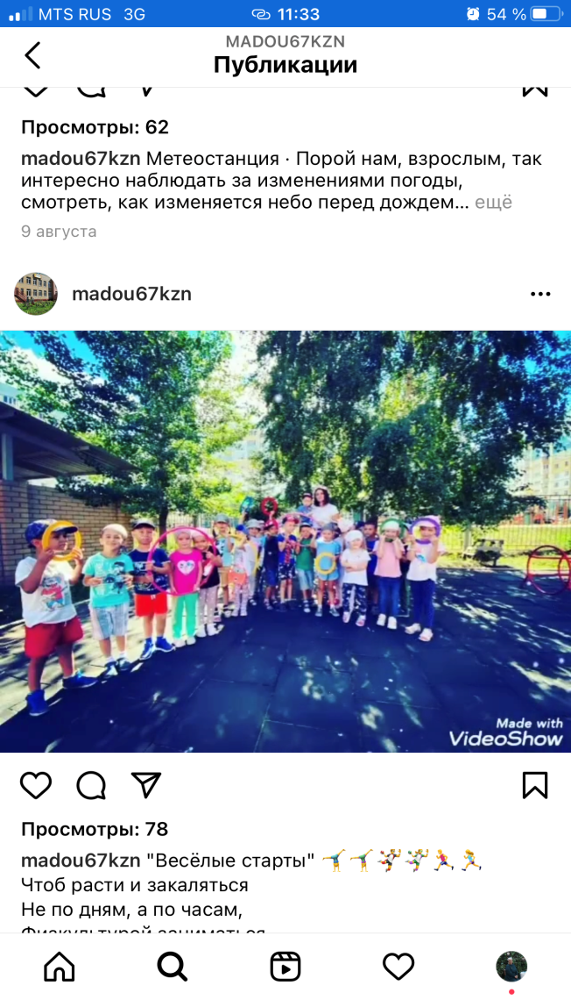 MTS RUS 3G 11:33 54 %
MADOU67KZN
Публикации
Просмотры: 62
madou67kzn Метеостанция · Порой нам, взрослым, так
интересно наблюдать за изменениями погоды,
смотреть, как изменяется небо перед дождем... ещё
9 августа
madou67kzn
Made with
VideoShow
Просмотры: 78
madou67kzn "Весёлые старты"
Чтоб расти и закаляться
Не по дням, а по часам,
Физкультурой заниматься